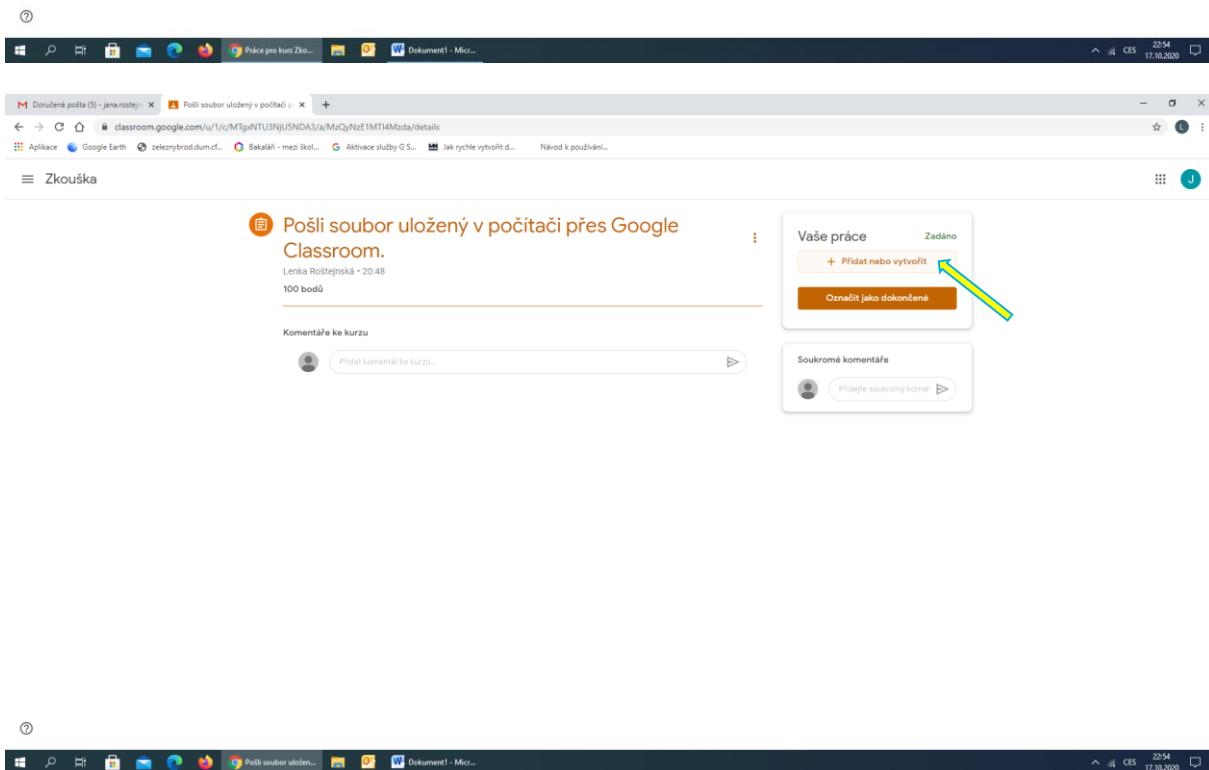 Práce pro kurz Zko...
Dokument1 - Micr...
CES
22:54
17.10.2020
Doručená pošta (5) - jana.rostejn
Pošli soubor uložený v počítači p
classroom.google.com/u/1/c/MTgxNTU3NjU5NDA3/a/MzQyNzE1MTI4Mzda/details
L
Aplikace
Google Earth
zeleznybrod.dum.cf...
Bakaláři - mezi škol...
Aktivace služby G S...
Jak rychle vytvořit d...
Návod k používání...
Zkouška
J
Pošli soubor uložený v počítači přes Google
Classroom.
Lenka Roštejnská • 20:48
100 bodů
Vaše práce
Zadáno
+ Přidat nebo vytvořit
Označit jako dokončené
Komentáře ke kurzu
Přidat komentář ke kurzu...
Soukromé komentáře
Přidejte soukromý komer
Pošli soubor uložen...
Dokument1 - Micr...
CES
22:54
17.10.2020